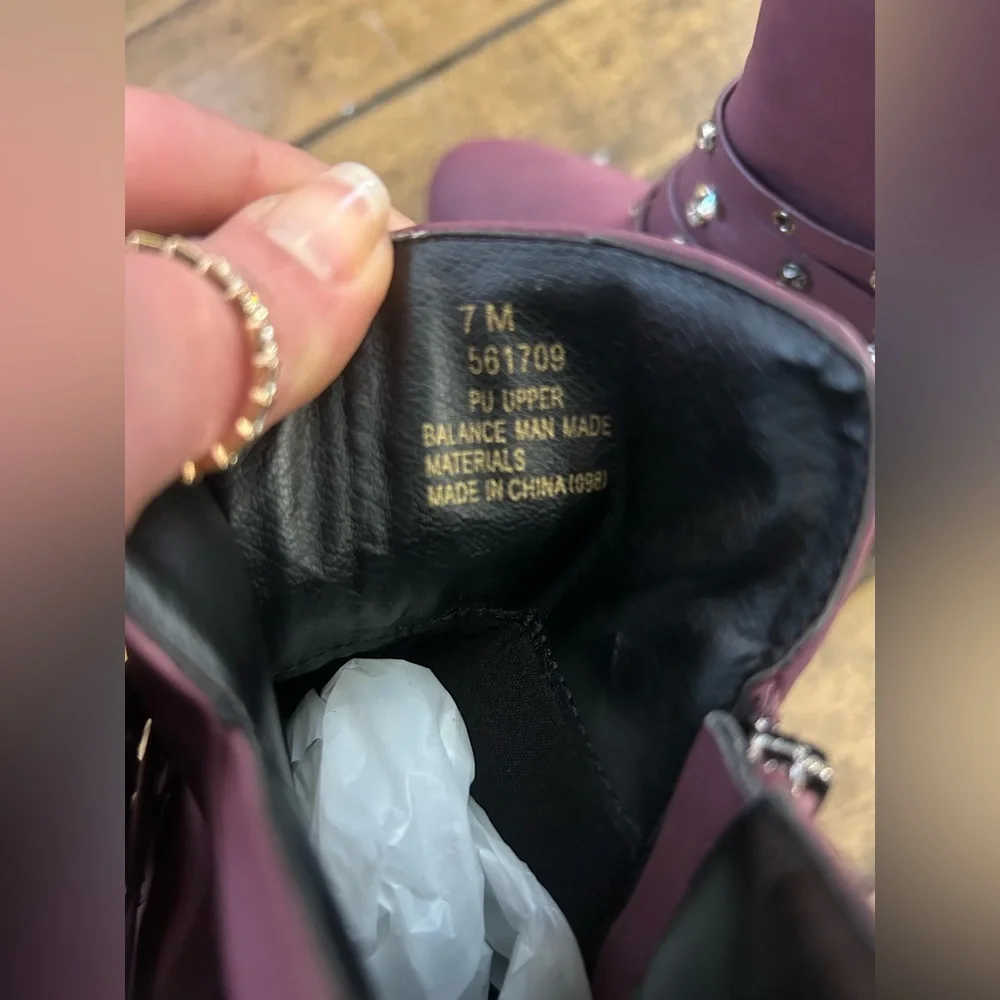 7 M
561709
PU UPPER
BALANCE MAN MADE
MATERIALS
MADE IN CHINA(098)